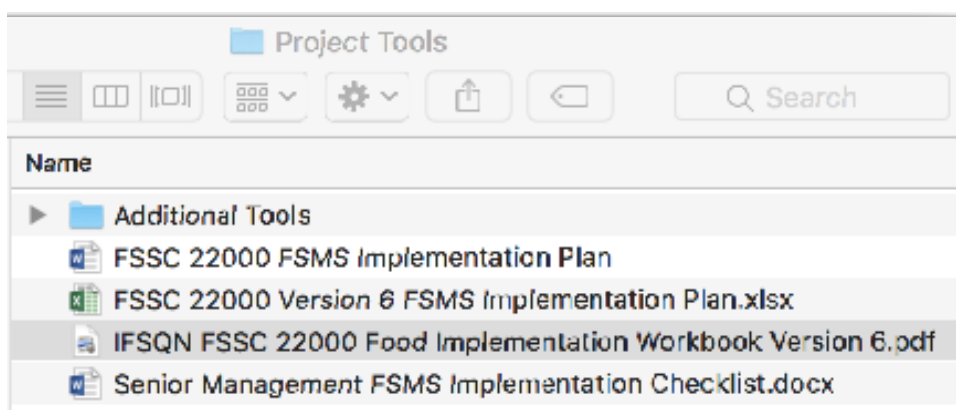 Project Tools
Search
Name
Additional Tools
FSSC 22000 FSMS Implementation Plan
FSSC 22000 Version 6 FSMS Implementation Plan.xlsx
IFSQN FSSC 22000 Food Implementation Workbook Version 6.pdf
Senior Management FSMS Implementation Checklist.docx